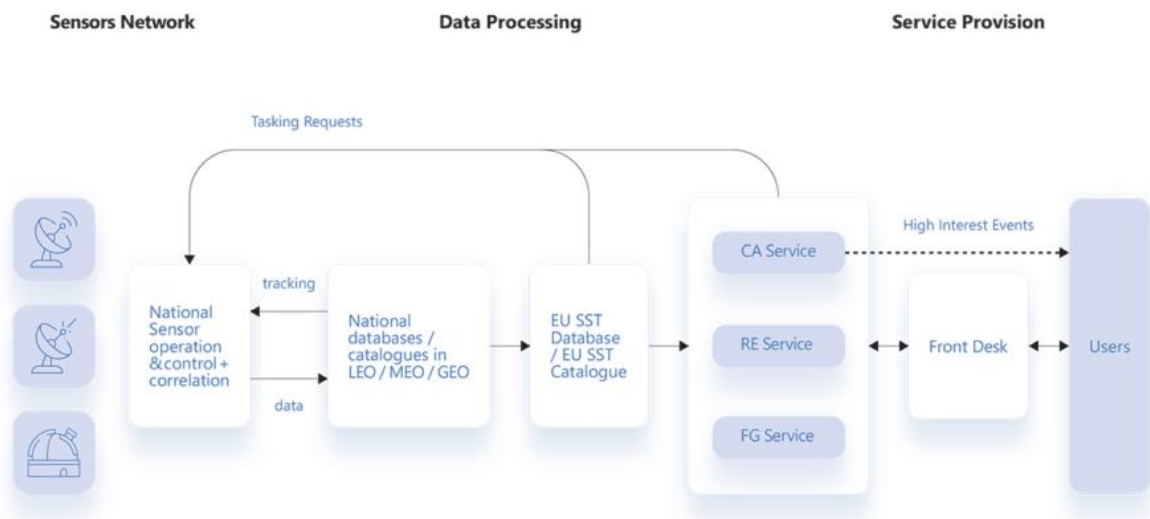 Sensors Network
Data Processing
Service Provision
Tasking Requests
High Interest Events
CA Service
tracking
National
Sensor
operation
&control +
correlation
National
databases /
catalogues in
LEO / MEO / GEO
EU SST
Database
/ EU SST
Catalogue
RE Service
Front Desk
Users
data
FG Service